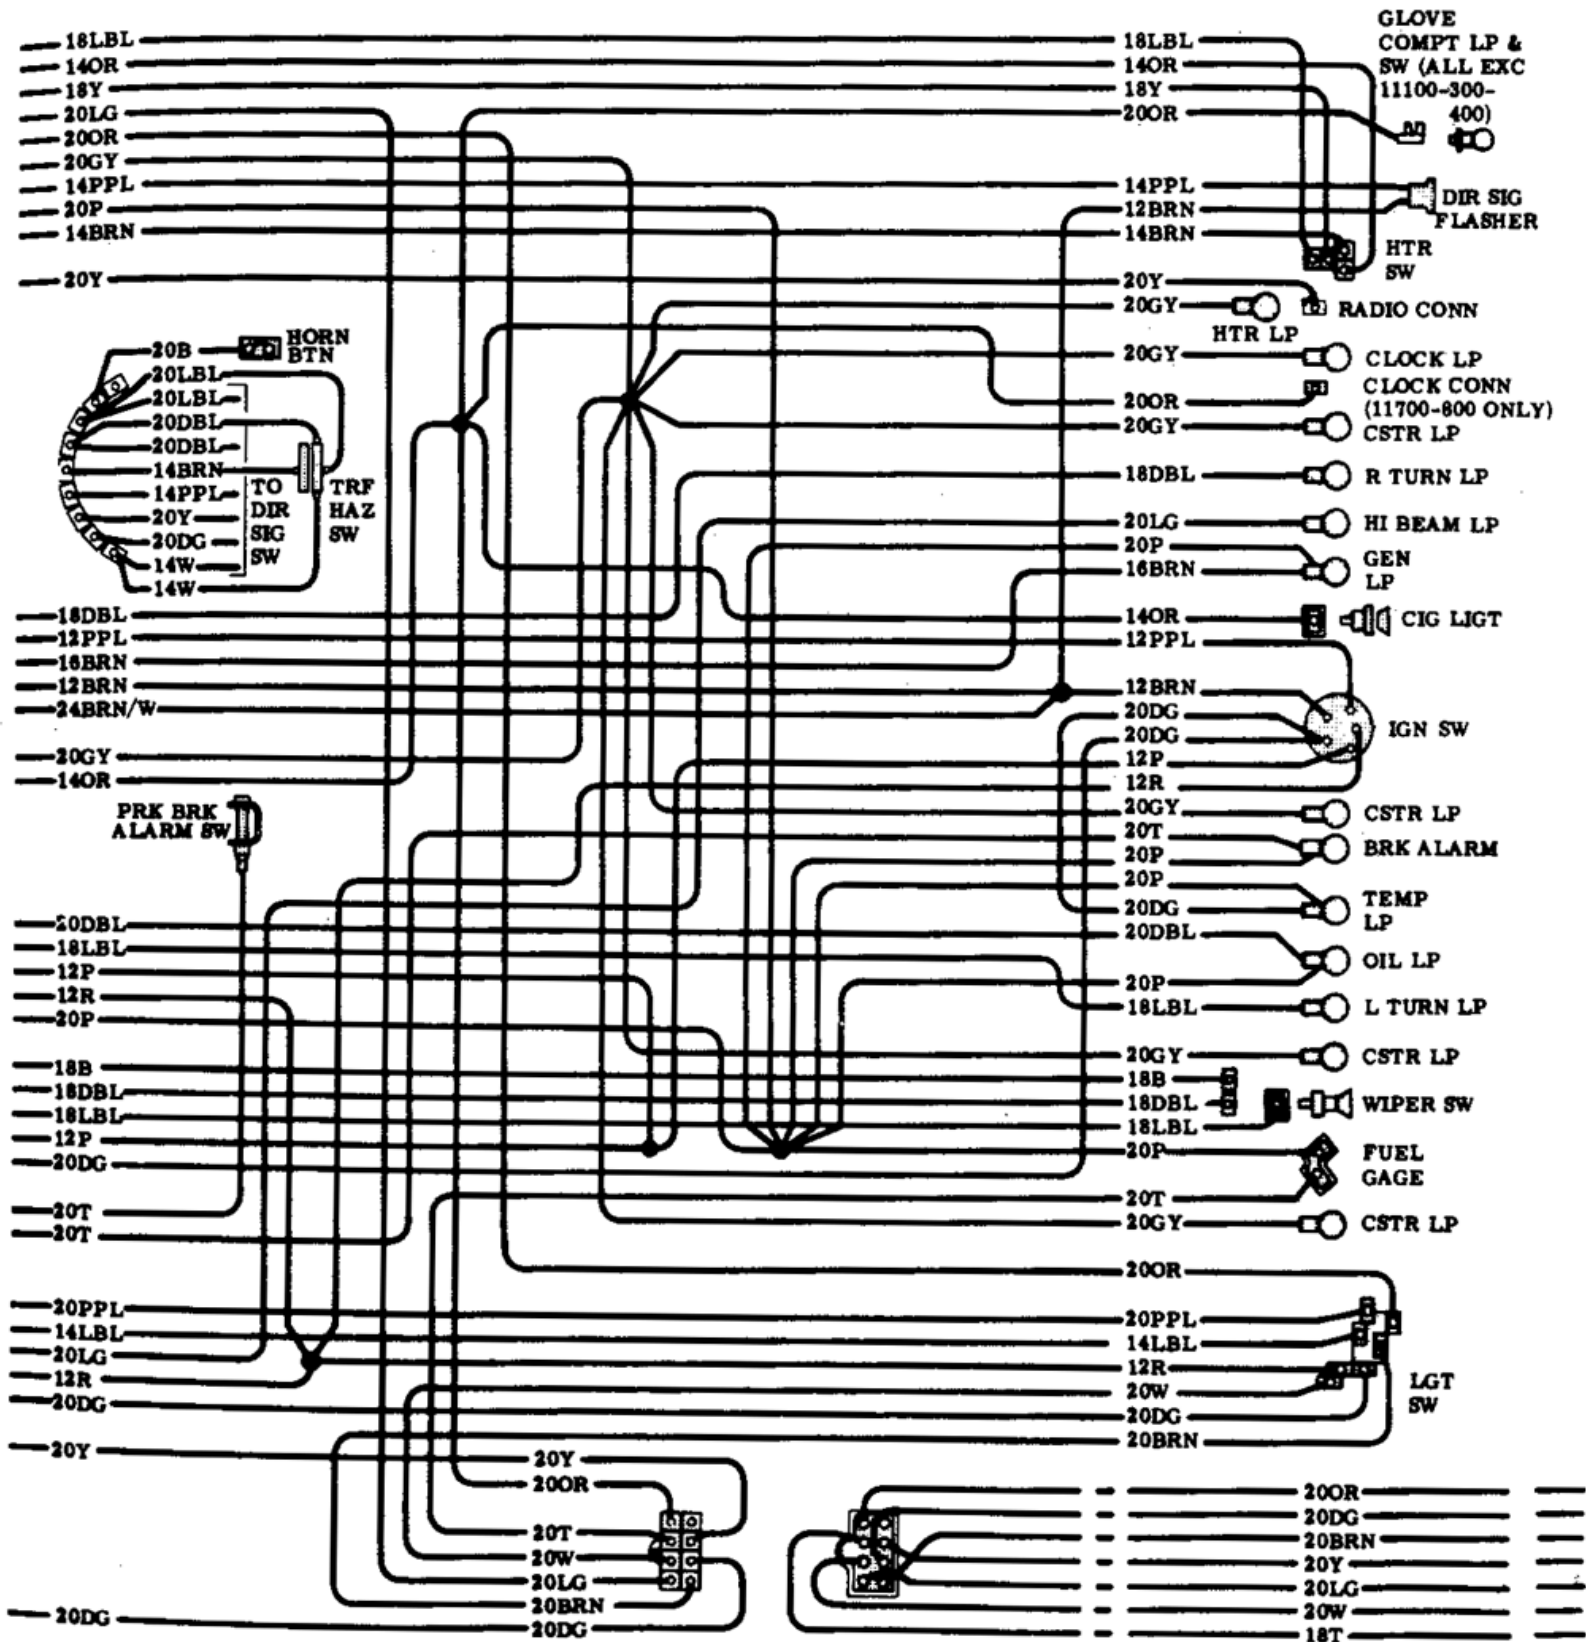 18LBL 18LBL GLOVE
14OR 14OR COMPT LP &
18Y 18Y SW (ALL EXC
20LG 11100-300-
20OR 20OR 400)
20GY
14PPL 14PPL
20P 12BRN DIR SIG
14BRN 14BRN FLASHER
HTR
SW
20Y 20Y
20GY RADIO CONN
HTR LP
HORN
BTN
20B
20LBL
20LBL
20DBL
20DBL
14BRN
14PPL
20Y
20DG
14W
14W
TO
DIR
SIG
SW
TRF
HAZ
SW
20GY CLOCK LP
CLOCK CONN
20OR (11700-800 ONLY)
20GY CSTR LP
18DBL R TURN LP
20LG HI BEAM LP
20P GEN
16BRN LP
18DBL 14OR CIG LIGT
12PPL 12PPL
16BRN
12BRN 12BRN
24BRN/W 20DG
20DG IGN SW
20GY 12P
14OR 12R
PRK BRK
ALARM SW
20GY CSTR LP
20T
20P BRK ALARM
20P TEMP
20DG LP
20DBL 20DBL
18LBL OIL LP
12P 20P
12R 18LBL L TURN LP
20P
20GY CSTR LP
18B 18B
18DBL 18DBL WIPER SW
18LBL 18LBL
12P 20P FUEL
20DG GAGE
20T 20T
20T 20GY CSTR LP
20OR
20PPL 20PPL
14LBL 14LBL
20LG 12R
12R 20W LGT
20DG 20DG SW
20BRN
20Y 20Y
20OR 20OR
20DG
20T 20BRN
20W 20Y
20LG 20LG
20BRN 20W
20DG 20DG 18T